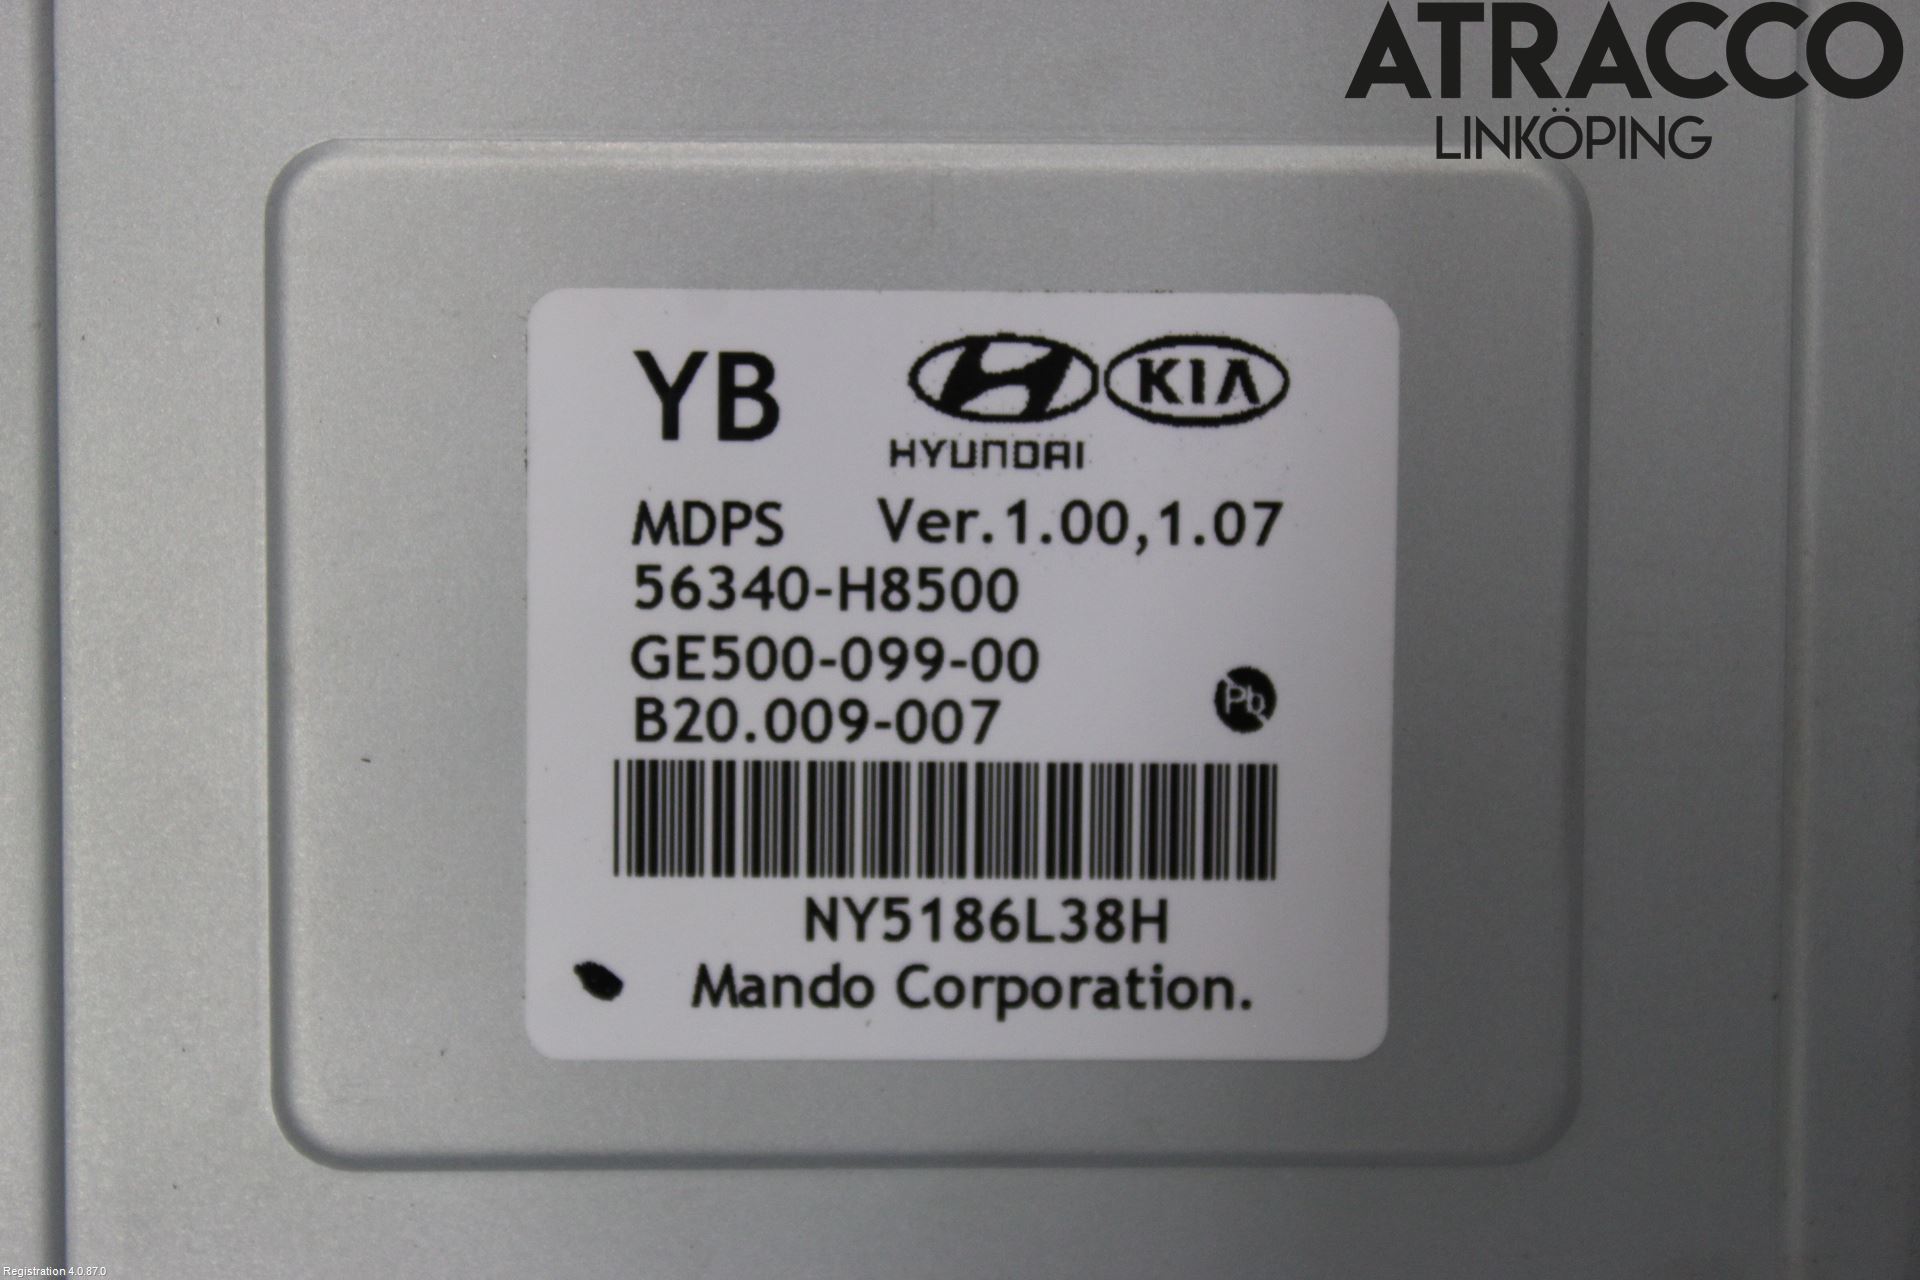 ATRACCO
LINKÖPING
YB
KIA
HYUNDAI
MDPS Ver.1.00,1.07
56340-H8500
GE500-099-00
B20.009-007
Pb
NY5186L38H
Mando Corporation.
Registration 4.0.87.0